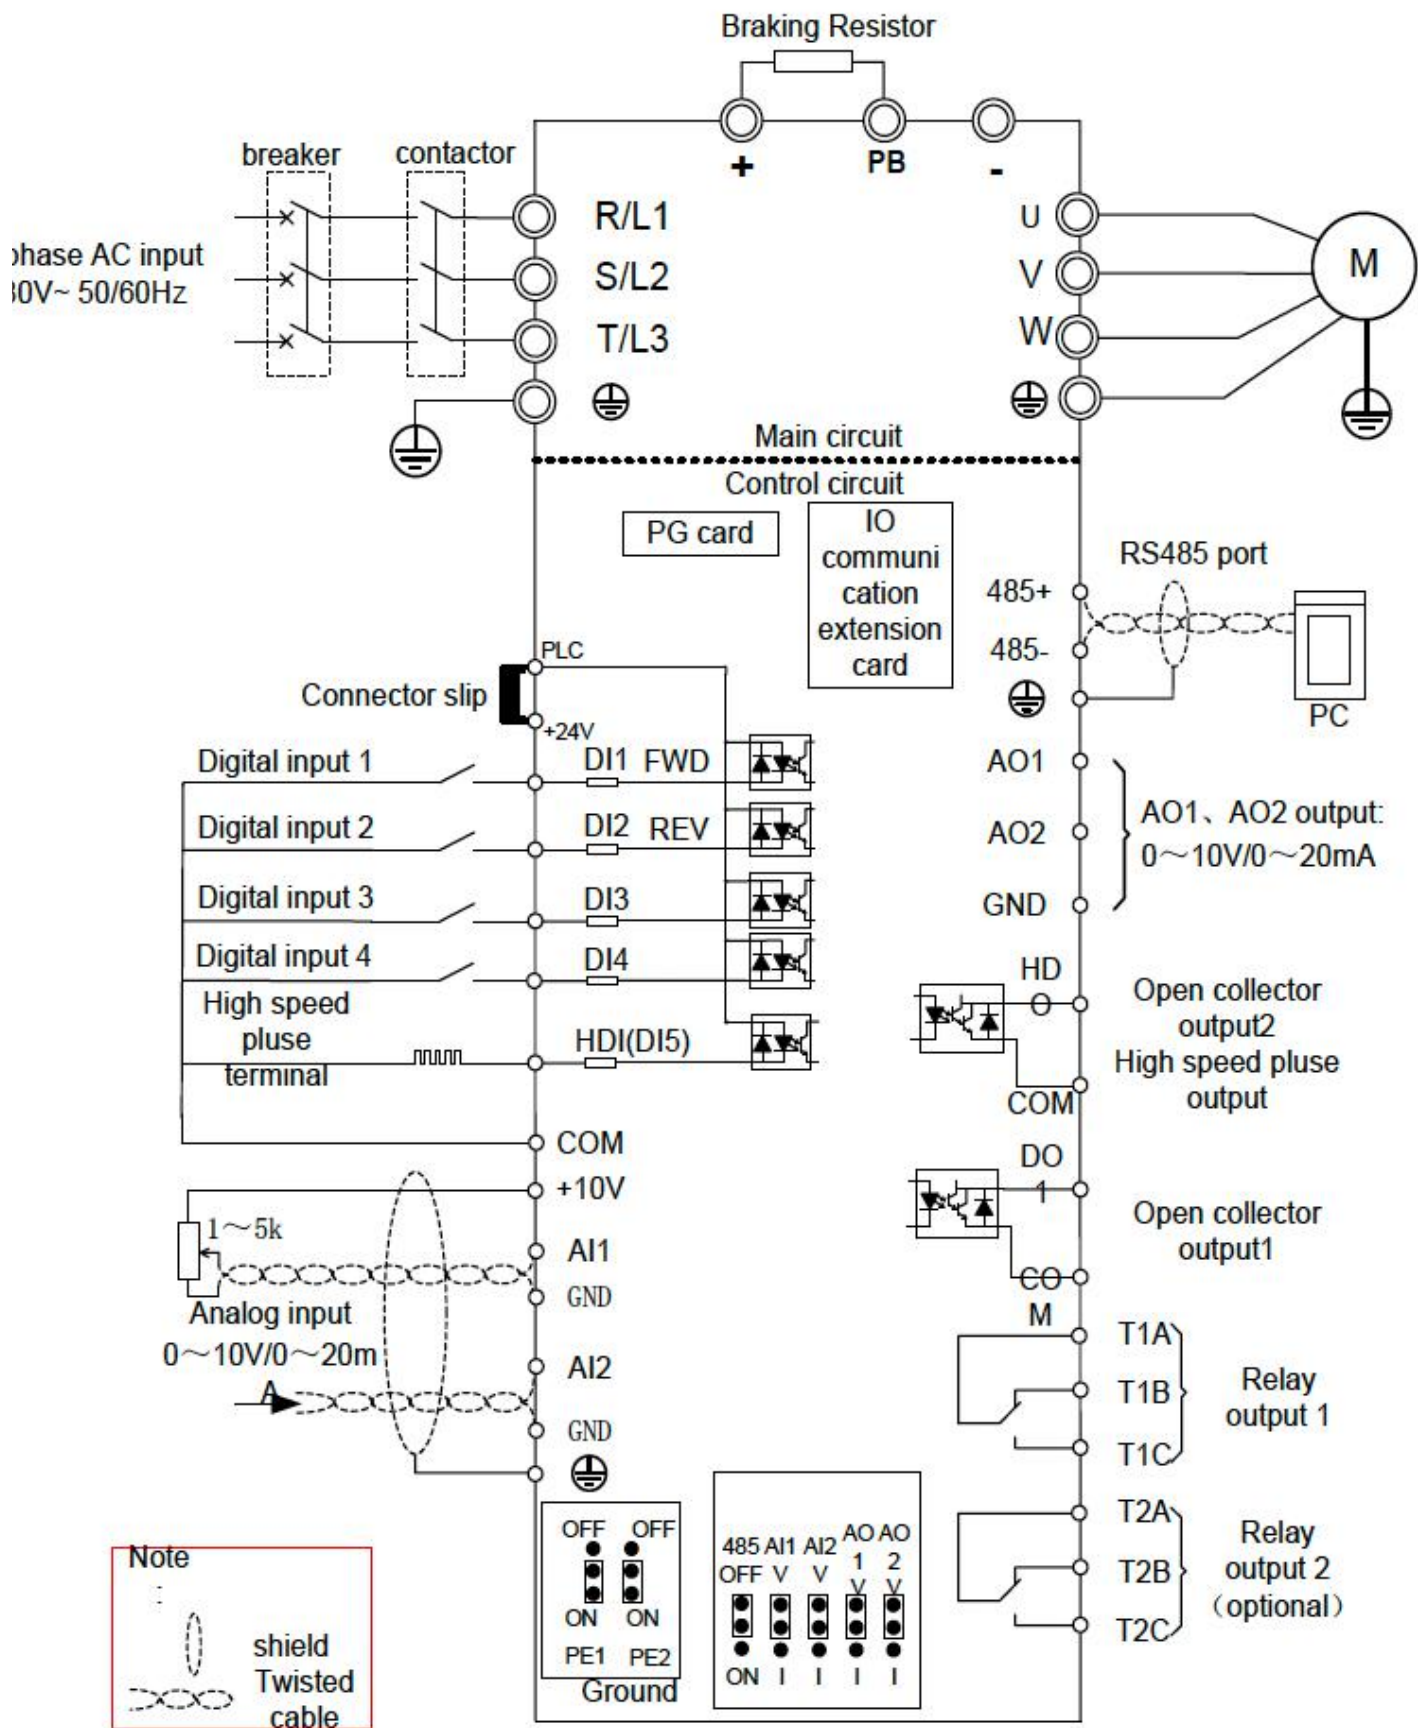 Braking Resistor
breaker
contactor
+
PB
-
R/L1
S/L2
T/L3
phase AC input
80V~ 50/60Hz
U
V
W
M
Main circuit
Control circuit
PG card
IO
communi
cation
extension
card
RS485 port
485+
485-
PC
PLC
Connector slip
+24V
Digital input 1
DI1 FWD
Digital input 2
DI2 REV
Digital input 3
DI3
Digital input 4
DI4
High speed
pluse
terminal
HDI(DI5)
COM
+10V
1～5k
AI1
GND
Analog input
0～10V/0～20m
A
AI2
GND
AO1
AO2
GND
AO1、AO2 output:
0～10V/0～20mA
HD
O
COM
Open collector
output2
High speed pluse
output
DO
1
CO
M
Open collector
output1
T1A
T1B
T1C
Relay
output 1
T2A
T2B
T2C
Relay
output 2
（optional）
OFF OFF
ON ON
PE1 PE2
Ground
485 AI1 AI2 AO AO
1 2
OFF V V V V
ON I I I I
Note
:
shield
Twisted
cable